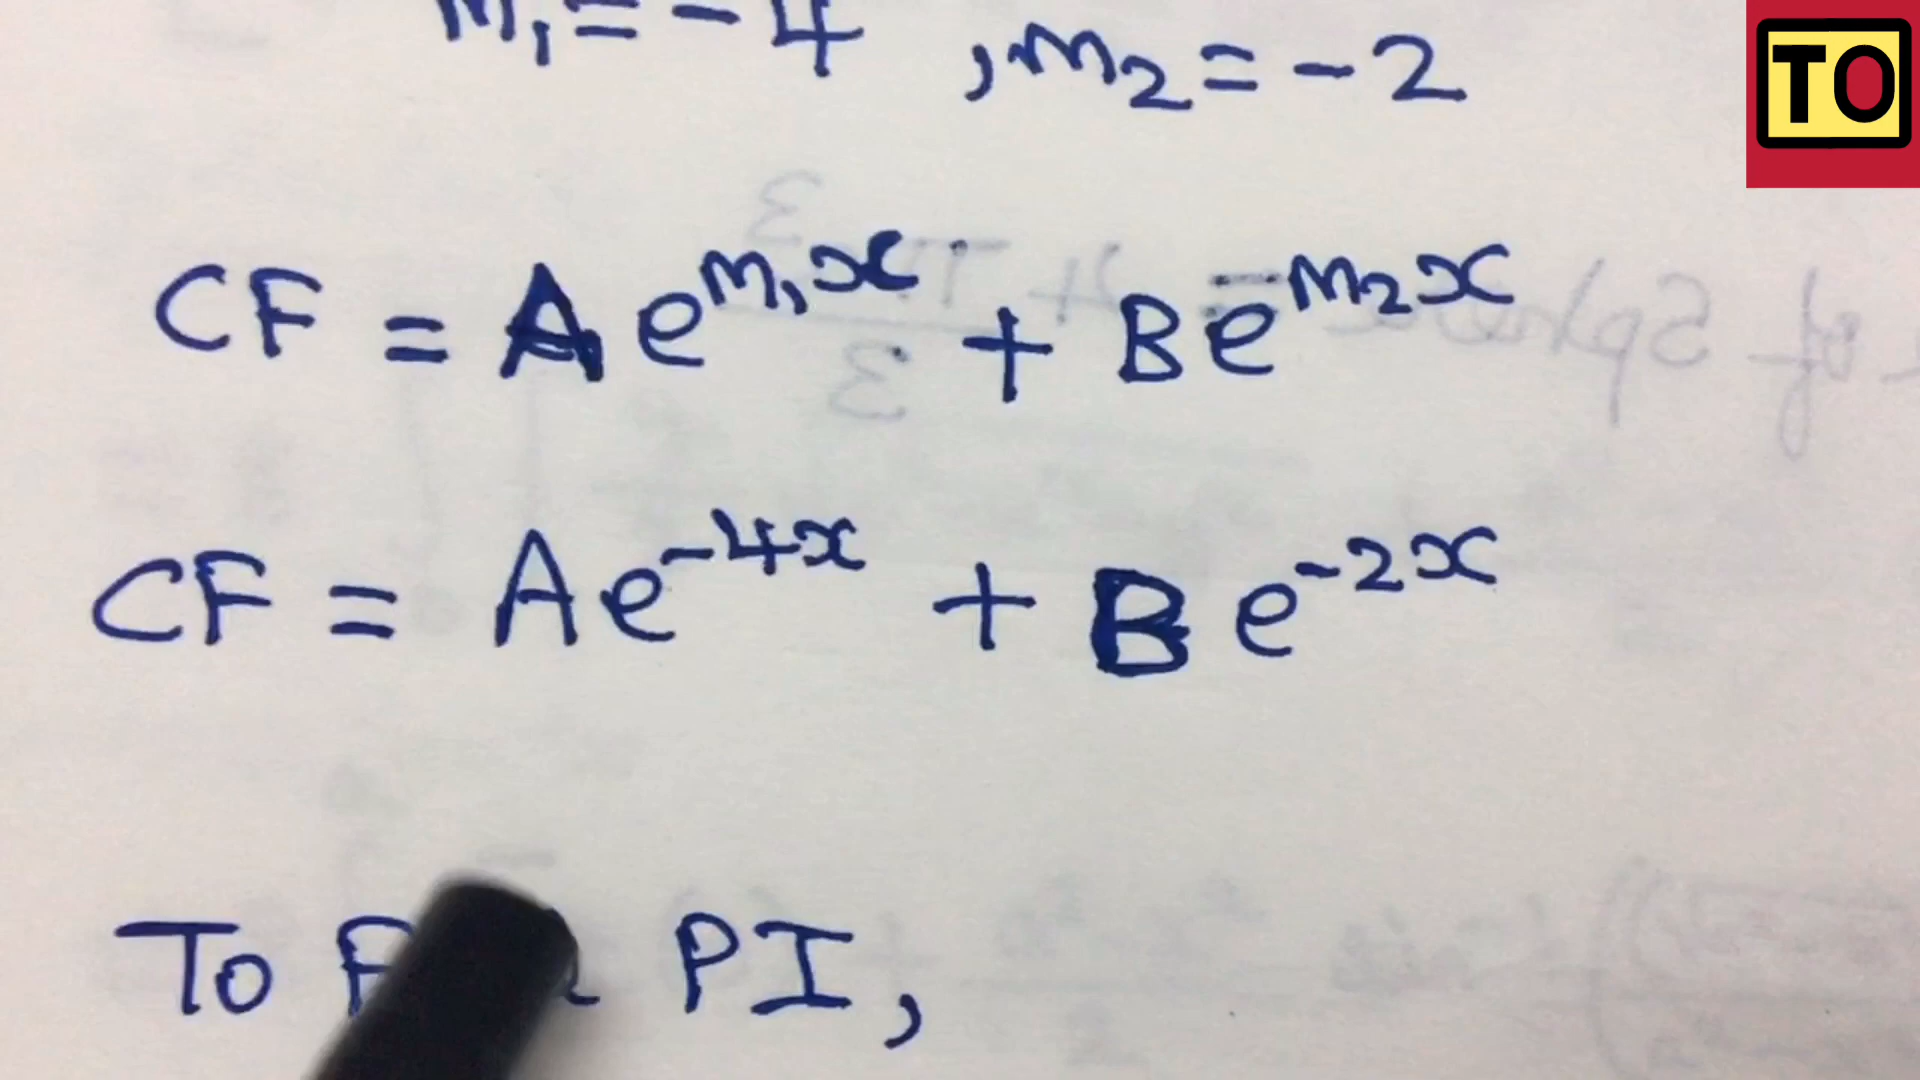 m₁ = -4 , m₂ = -2
TO
CF = Ae^{m₁x} + Be^{m₂x}
CF = Ae^{-4x} + Be^{-2x}
To PI,